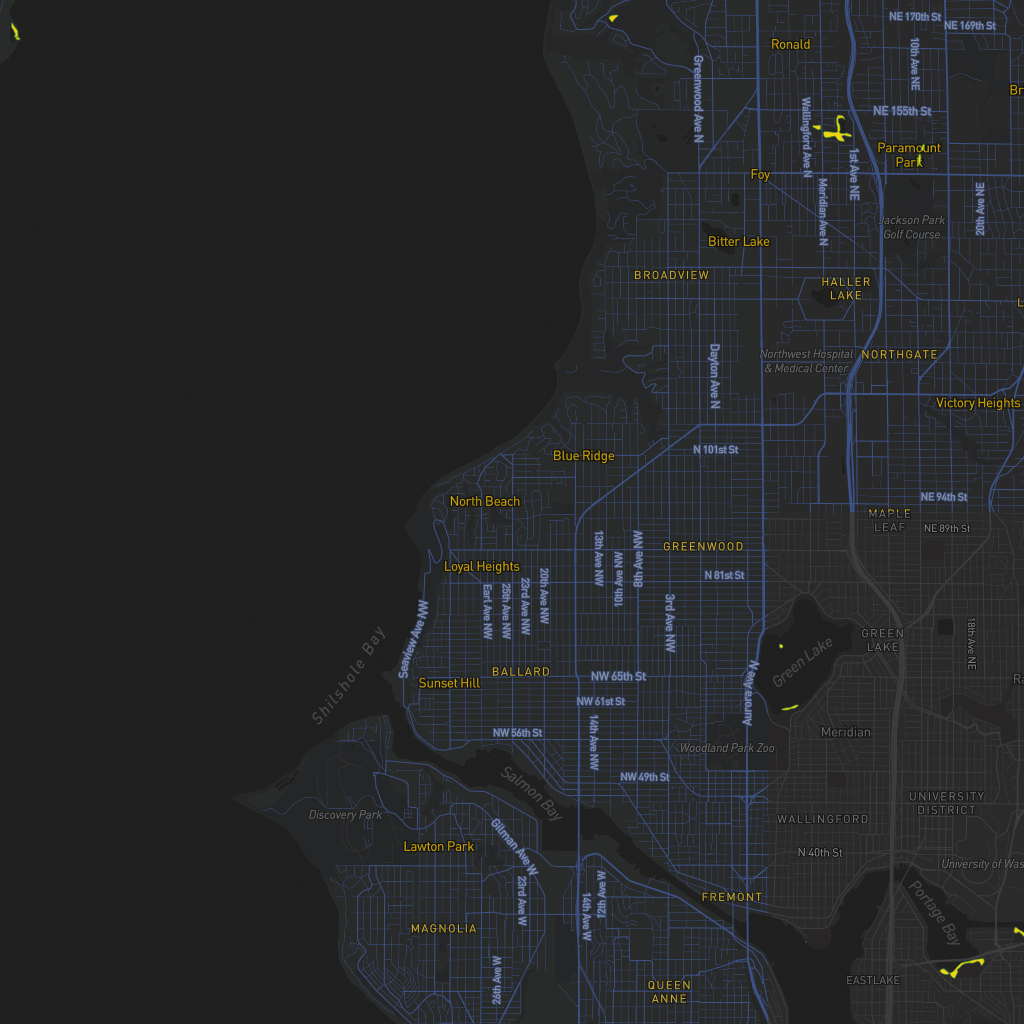 NE 170th St
NE 169th St
Ronald
10th Ave NE
Greenwood Ave N
Wallingford Ave N
NE 155th St
Paramount
Park
1st Ave NE
Foy
Meridian Ave N
20th Ave NE
Jackson Park
Golf Course
Bitter Lake
BROADVIEW
HALLER
LAKE
Dayton Ave N
Northwest Hospital
& Medical Center
NORTHGATE
Victory Heights
N 101st St
Blue Ridge
North Beach
NE 94th St
MAPLE
LEAF
NE 89th St
GREENWOOD
13th Ave NW
10th Ave NW
8th Ave NW
Loyal Heights
N 81st St
Earl Ave NW
25th Ave NW
23rd Ave NW
20th Ave NW
3rd Ave NW
Seaview Ave NW
GREEN
LAKE
18th Ave NE
Green Lake
Shilshole Bay
BALLARD
NW 65th St
Sunset Hill
Aurora Ave N
NW 61st St
14th Ave NW
NW 56th St
Meridian
Woodland Park Zoo
NW 49th St
Salmon Bay
UNIVERSITY
DISTRICT
Discovery Park
WALLINGFORD
Lawton Park
Gilman Ave W
N 40th St
University of Was
23rd Ave W
14th Ave W
12th Ave W
FREMONT
Portage Bay
MAGNOLIA
26th Ave W
EASTLAKE
QUEEN
ANNE